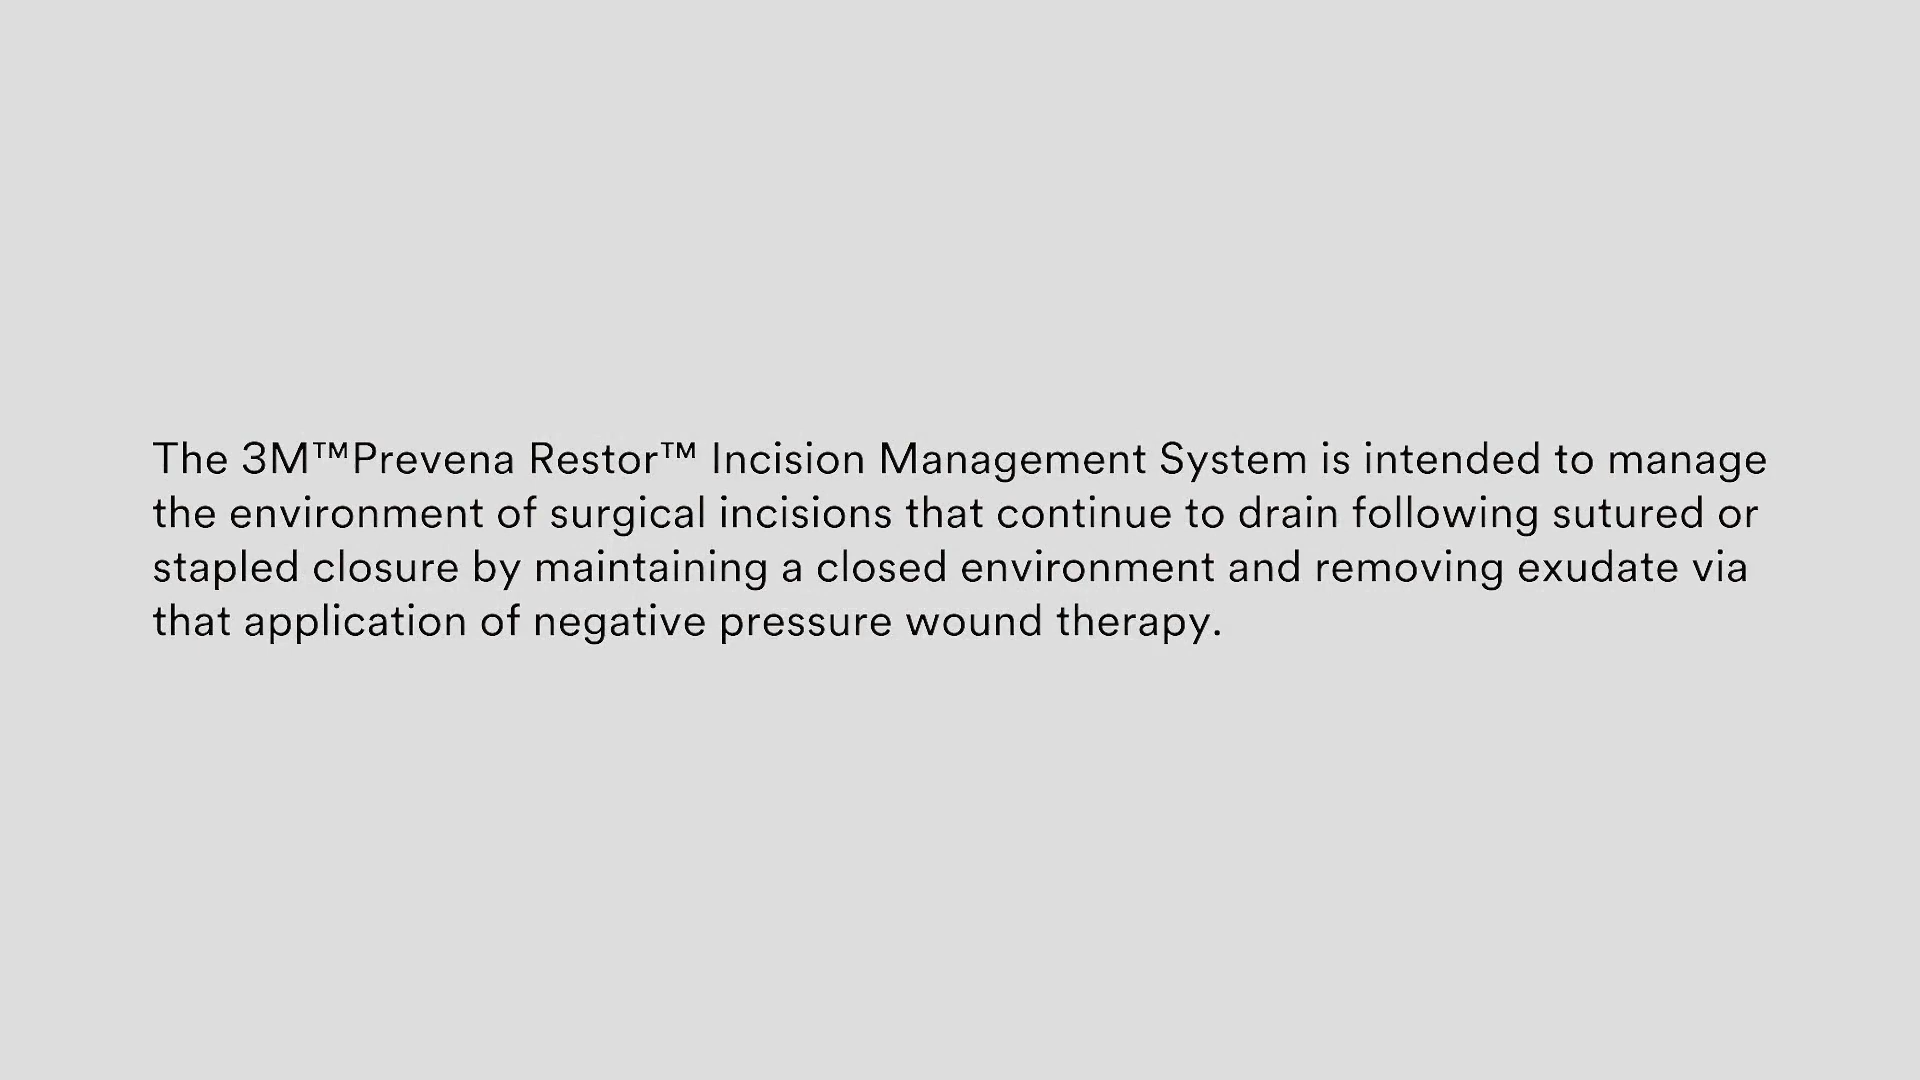 The 3M™Prevena Restor™ Incision Management System is intended to manage
the environment of surgical incisions that continue to drain following sutured or
stapled closure by maintaining a closed environment and removing exudate via
that application of negative pressure wound therapy.